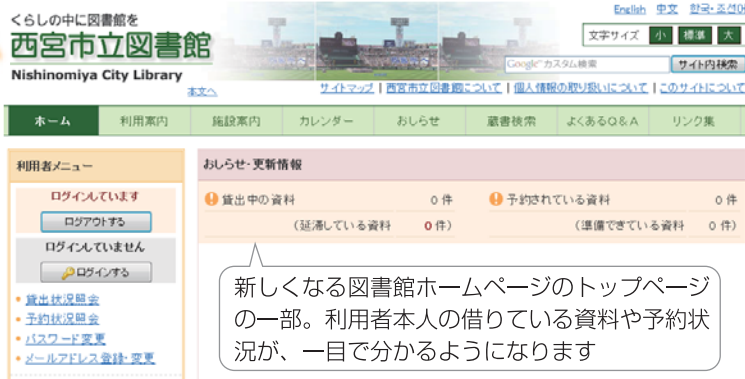 くらしの中に図書館を
西宮市立図書館
Nishinomiya City Library
English 中文 한국·조선어
文字サイズ 小 標準 大
Google™カスタム検索 サイト内検索
本文へ
サイトマップ | 西宮市立図書館について | 個人情報の取り扱いについて | このサイトについて
ホーム 利用案内 施設案内 カレンダー おしらせ 蔵書検索 よくあるQ&A リンク集
利用者メニュー
ログインしています
ログアウトする
ログインしていません
ログインする
貸出状況照会
予約状況照会
パスワード変更
メールアドレス登録・変更
おしらせ・更新情報
貸出中の資料 0 件
(延滞している資料 0 件)
予約されている資料 0 件
(準備できている資料 0 件)
新しくなる図書館ホームページのトップページ
の一部。利用者本人の借りている資料や予約状
況が、一目で分かるようになります